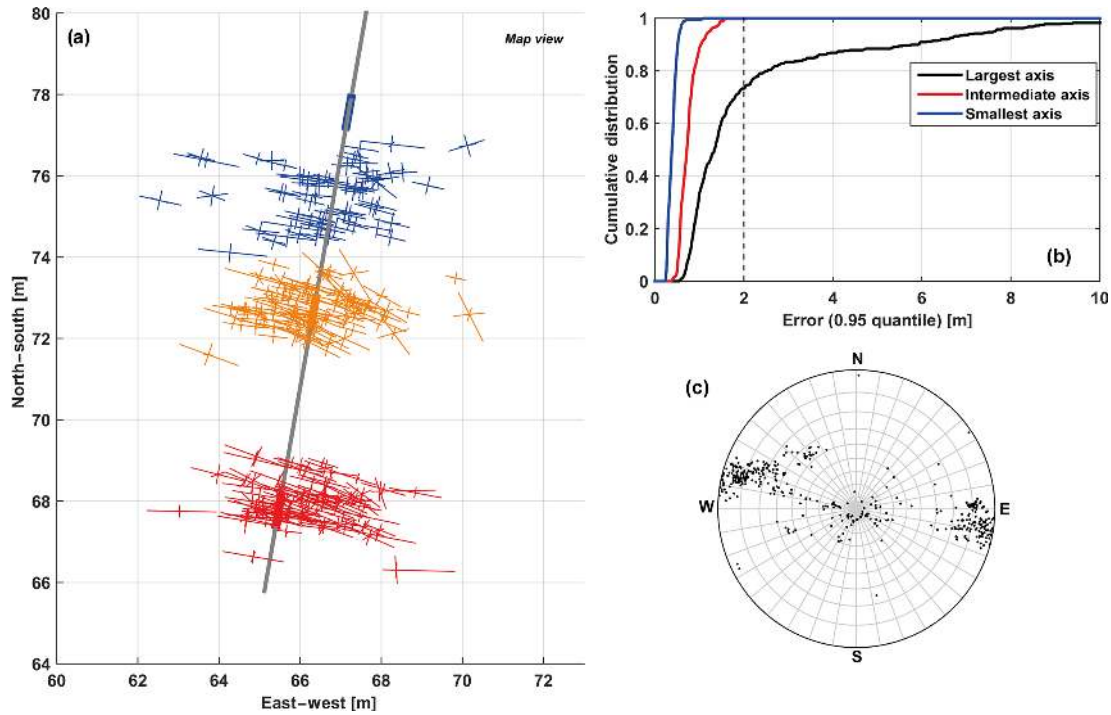 (a)
Map view
80
78
76
74
72
70
68
66
64
60
62
64
66
68
70
72
North−south [m]
East−west [m]
1
0.8
0.6
0.4
0.2
0
0
2
4
6
8
10
Cumulative distribution
Error (0.95 quantile) [m]
Largest axis
Intermediate axis
Smallest axis
(b)
(c)
N
W
E
S